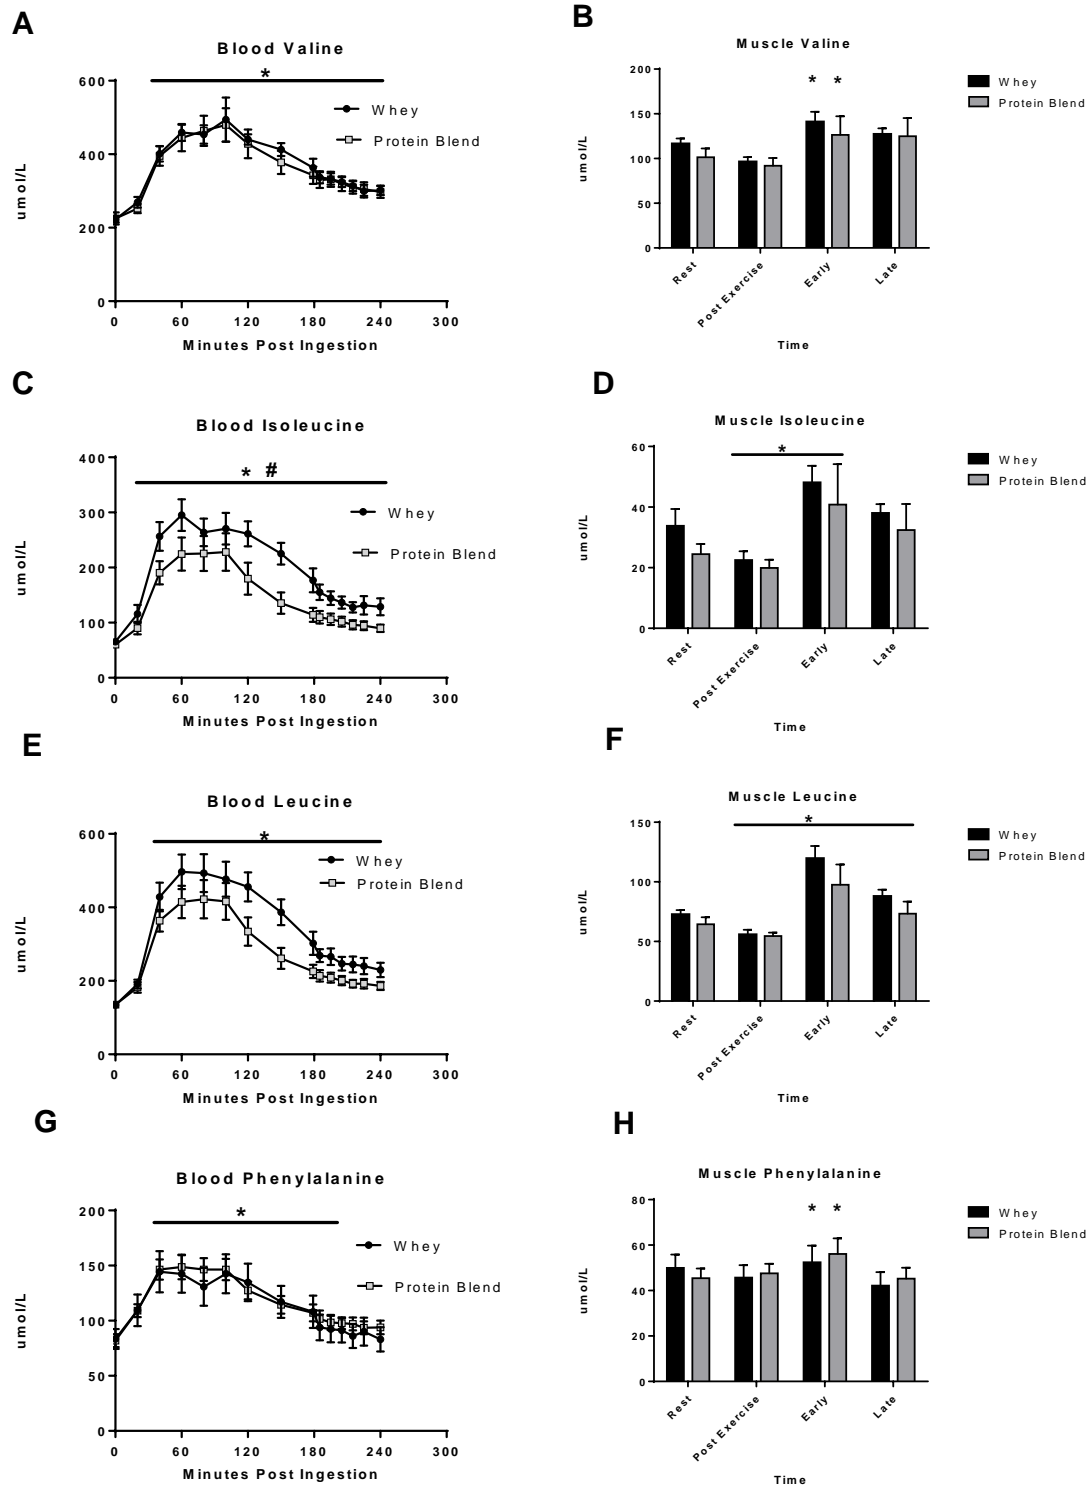 A
Blood Valine
*
600
400
200
0
umol/L
Whey
Protein Blend
0 60 120 180 240 300
Minutes Post Ingestion
B
Muscle Valine
* *
200
150
100
50
0
umol/L
Whey
Protein Blend
Rest
Post Exercise
Early
Late
Time
C
Blood Isoleucine
* #
400
300
200
100
0
umol/L
Whey
Protein Blend
0 60 120 180 240 300
Minutes Post Ingestion
D
Muscle Isoleucine
*
60
40
20
0
umol/L
Whey
Protein Blend
Rest
Post Exercise
Early
Late
Time
E
Blood Leucine
*
600
400
200
0
umol/L
Whey
Protein Blend
0 60 120 180 240 300
Minutes Post Ingestion
F
Muscle Leucine
*
150
100
50
0
umol/L
Whey
Protein Blend
Rest
Post Exercise
Early
Late
Time
G
Blood Phenylalanine
*
200
150
100
50
0
umol/L
Whey
Protein Blend
0 60 120 180 240 300
Minutes Post Ingestion
H
Muscle Phenylalanine
* *
80
60
40
20
0
umol/L
Whey
Protein Blend
Rest
Post Exercise
Early
Late
Time